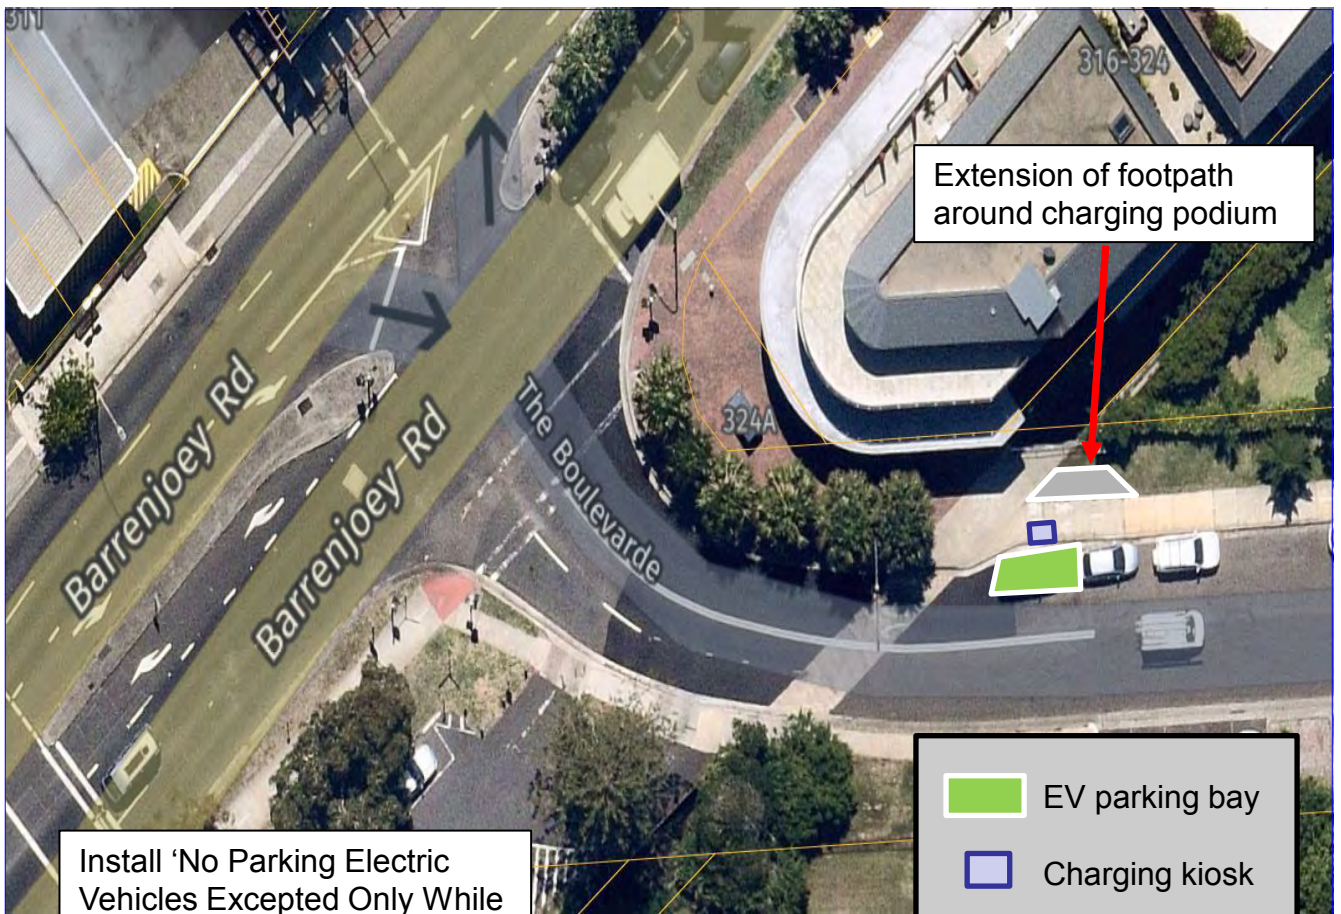 311
316-324
Extension of footpath
around charging podium
Barrenjoey Rd
Barrenjoey Rd
The Boulevarde
324A
EV parking bay
Charging kiosk
Install ‘No Parking Electric
Vehicles Excepted Only While